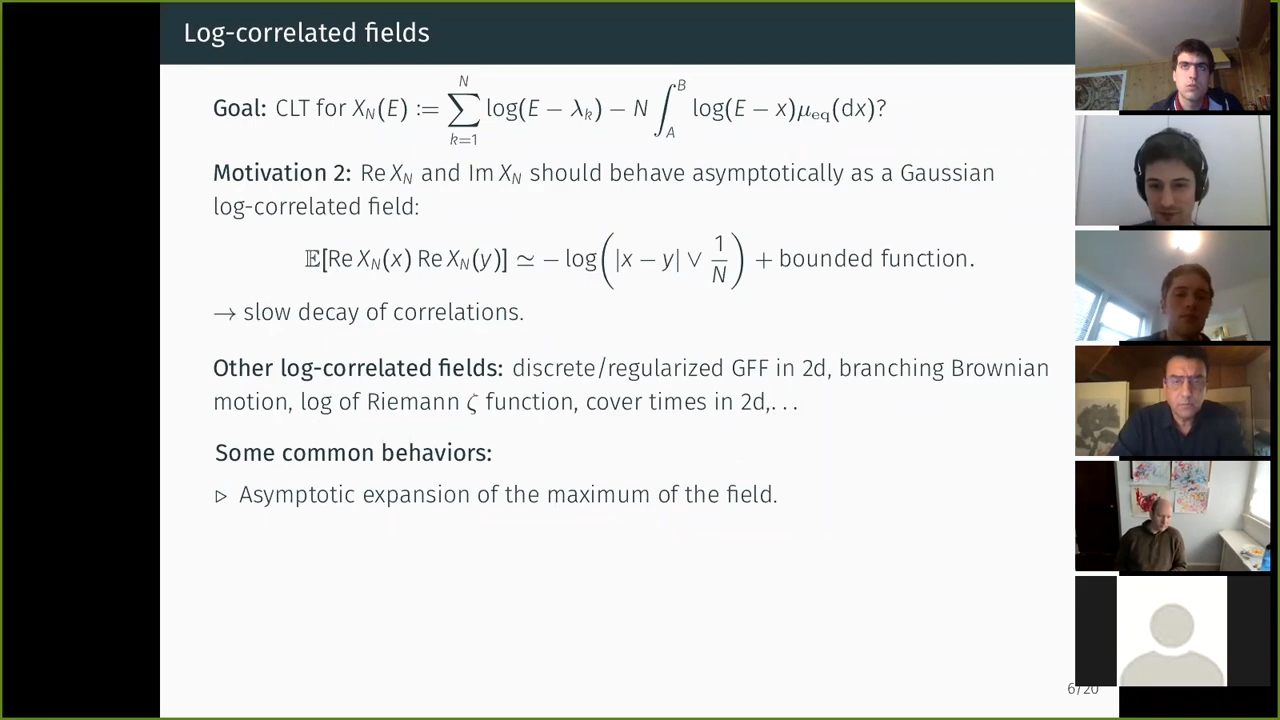 Log-correlated fields
Goal: CLT for X_N(E) := ∑_{k=1}^{N} log(E − λ_k) − N ∫_A^B log(E − x)μ_eq(dx)?
Motivation 2: Re X_N and Im X_N should behave asymptotically as a Gaussian
log-correlated field:
𝔼[Re X_N(x) Re X_N(y)] ≃ − log(|x − y| ∨ 1/N) + bounded function.
→ slow decay of correlations.
Other log-correlated fields: discrete/regularized GFF in 2d, branching Brownian
motion, log of Riemann ζ function, cover times in 2d,. . .
Some common behaviors:
▷ Asymptotic expansion of the maximum of the field.
6/20